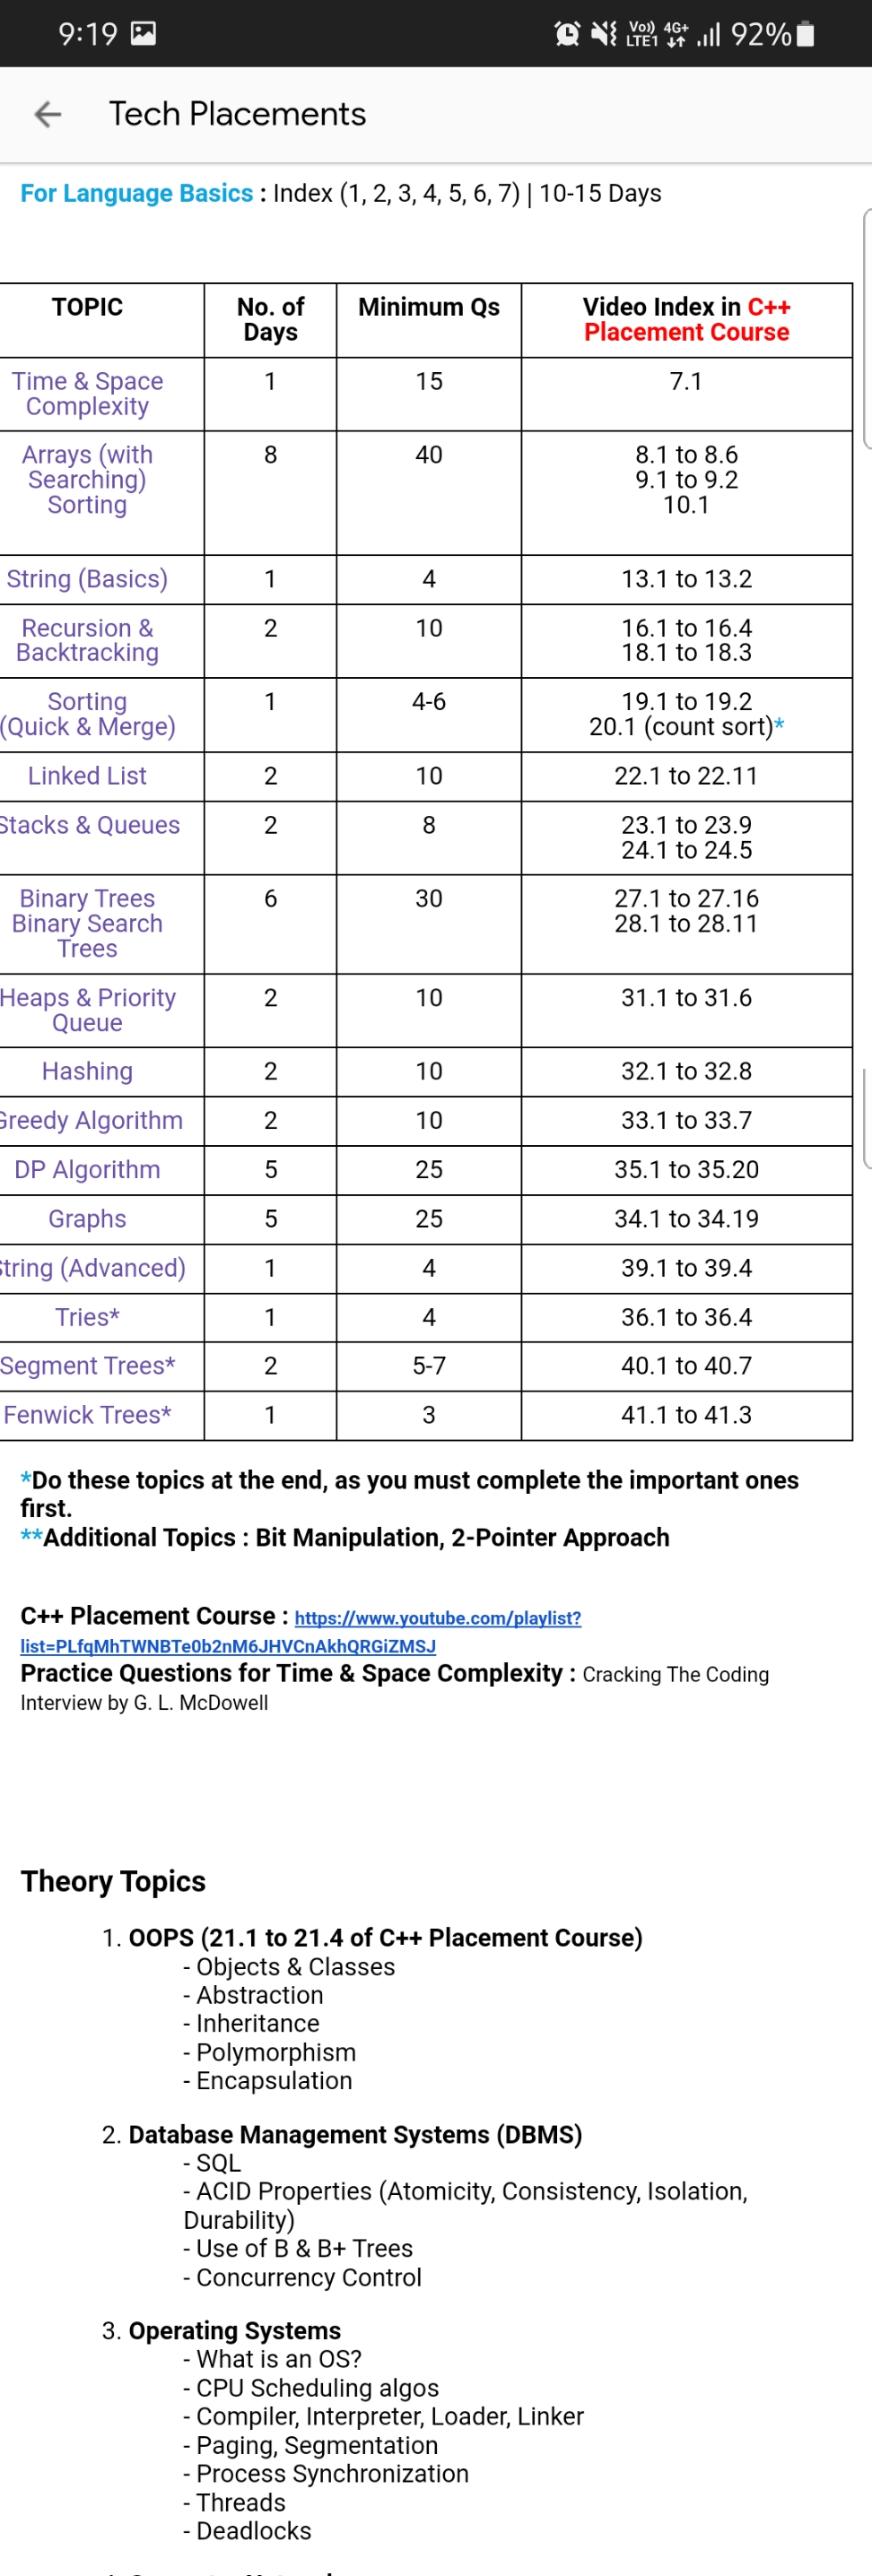 9:19
Vo)) 4G+
LTE1
92%
Tech Placements
For Language Basics : Index (1, 2, 3, 4, 5, 6, 7) | 10-15 Days
TOPIC
No. of
Days
Minimum Qs
Video Index in C++
Placement Course
Time & Space
Complexity
1
15
7.1
Arrays (with
Searching)
Sorting
8
40
8.1 to 8.6
9.1 to 9.2
10.1
String (Basics)
1
4
13.1 to 13.2
Recursion &
Backtracking
2
10
16.1 to 16.4
18.1 to 18.3
Sorting
(Quick & Merge)
1
4-6
19.1 to 19.2
20.1 (count sort)*
Linked List
2
10
22.1 to 22.11
Stacks & Queues
2
8
23.1 to 23.9
24.1 to 24.5
Binary Trees
Binary Search
Trees
6
30
27.1 to 27.16
28.1 to 28.11
Heaps & Priority
Queue
2
10
31.1 to 31.6
Hashing
2
10
32.1 to 32.8
Greedy Algorithm
2
10
33.1 to 33.7
DP Algorithm
5
25
35.1 to 35.20
Graphs
5
25
34.1 to 34.19
String (Advanced)
1
4
39.1 to 39.4
Tries*
1
4
36.1 to 36.4
Segment Trees*
2
5-7
40.1 to 40.7
Fenwick Trees*
1
3
41.1 to 41.3
*Do these topics at the end, as you must complete the important ones
first.
**Additional Topics : Bit Manipulation, 2-Pointer Approach
C++ Placement Course : https://www.youtube.com/playlist?
list=PLfqMhTWNBTe0b2nM6JHVCnAkhQRGiZMSJ
Practice Questions for Time & Space Complexity : Cracking The Coding
Interview by G. L. McDowell
Theory Topics
1. OOPS (21.1 to 21.4 of C++ Placement Course)
- Objects & Classes
- Abstraction
- Inheritance
- Polymorphism
- Encapsulation
2. Database Management Systems (DBMS)
- SQL
- ACID Properties (Atomicity, Consistency, Isolation,
Durability)
- Use of B & B+ Trees
- Concurrency Control
3. Operating Systems
- What is an OS?
- CPU Scheduling algos
- Compiler, Interpreter, Loader, Linker
- Paging, Segmentation
- Process Synchronization
- Threads
- Deadlocks